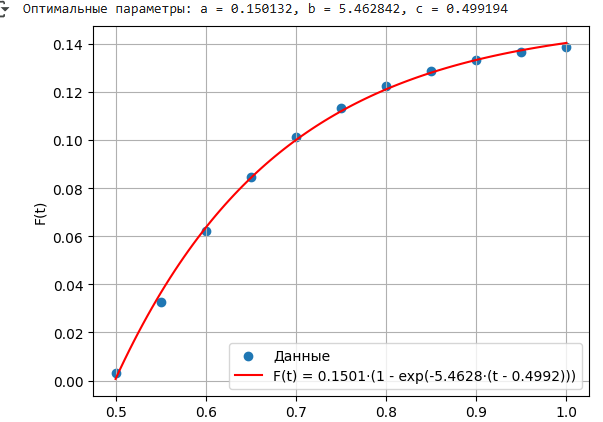 Оптимальные параметры: a = 0.150132, b = 5.462842, c = 0.499194
0.14
0.12
0.10
0.08
0.06
0.04
0.02
0.00
F(t)
Данные
F(t) = 0.1501·(1 - exp(-5.4628·(t - 0.4992)))
0.5 0.6 0.7 0.8 0.9 1.0